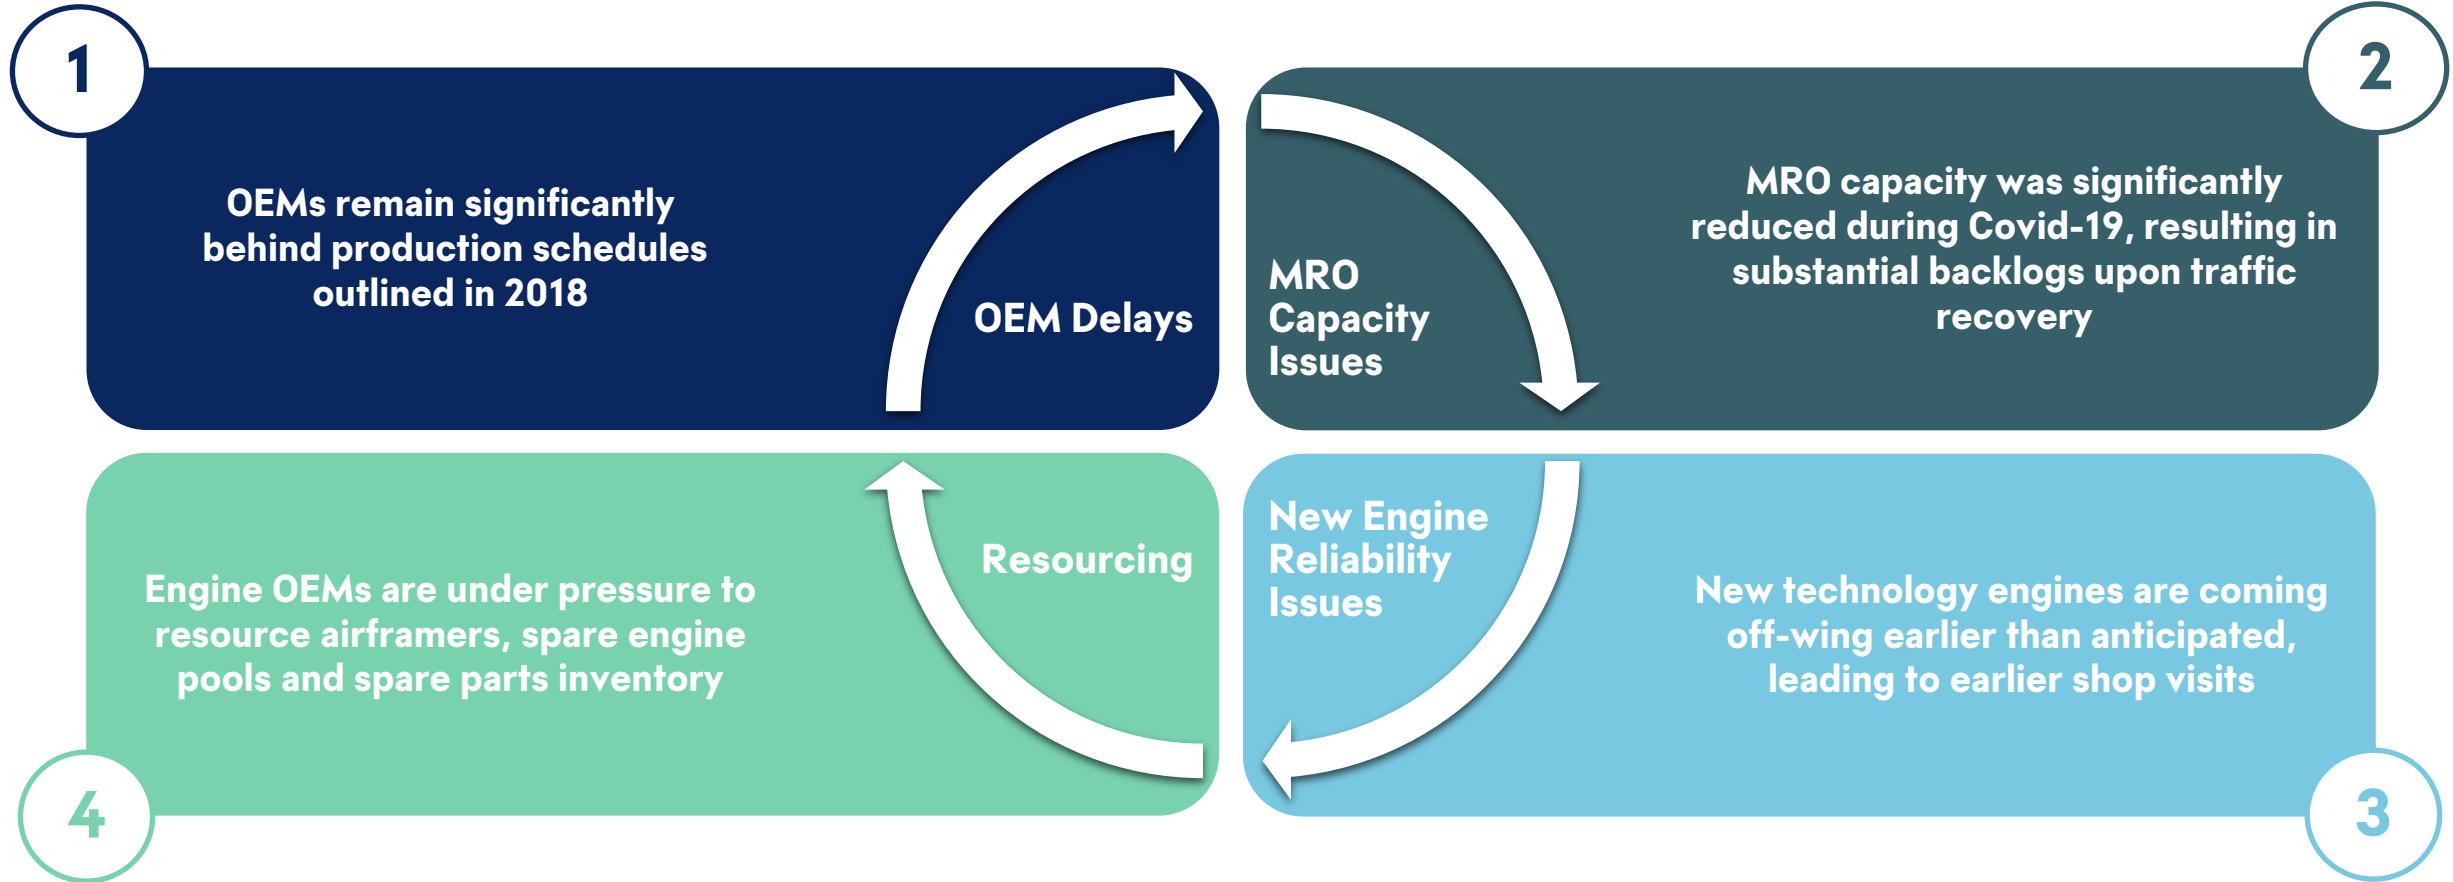 1
OEMs remain significantly
behind production schedules
outlined in 2018
OEM Delays
2
MRO
Capacity
Issues
MRO capacity was significantly
reduced during Covid-19, resulting in
substantial backlogs upon traffic
recovery
New Engine
Reliability
Issues
New technology engines are coming
off-wing earlier than anticipated,
leading to earlier shop visits
3
Resourcing
Engine OEMs are under pressure to
resource airframers, spare engine
pools and spare parts inventory
4